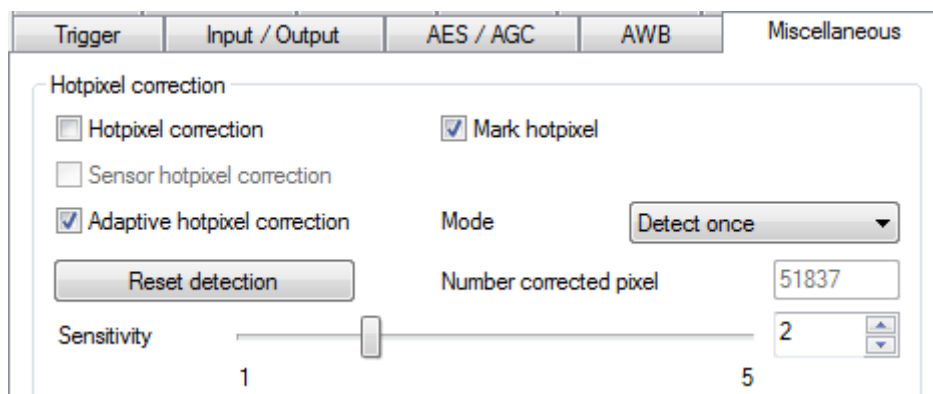 Trigger Input / Output AES / AGC AWB Miscellaneous
Hotpixel correction
Hotpixel correction Mark hotpixel
Sensor hotpixel correction
Adaptive hotpixel correction Mode Detect once
Reset detection Number corrected pixel 51837
Sensitivity 2
1 5